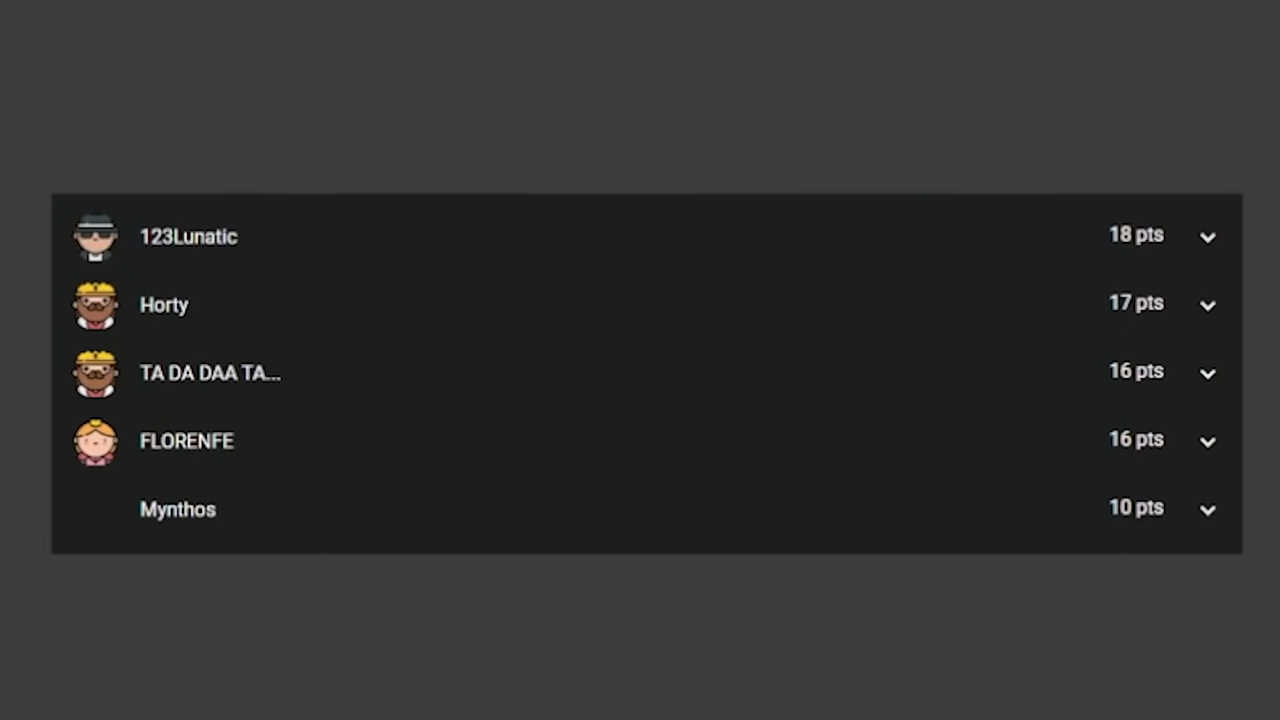 123Lunatic 18 pts
Horty 17 pts
TA DA DAA TA... 16 pts
FLORENFE 16 pts
Mynthos 10 pts